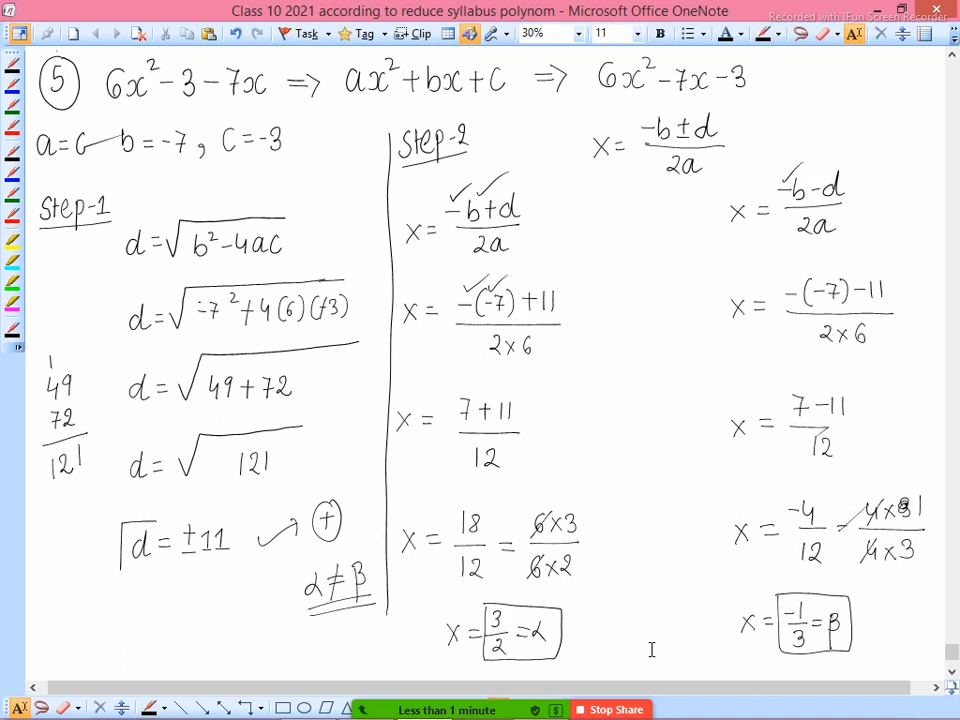 Class 10 2021 according to reduce syllabus polynom - Microsoft Office OneNote
Recorded with iFun Screen Recorder
Task Tag Clip 30% 11 B A
5 6x² - 3 - 7x => ax² + bx + c => 6x² - 7x - 3
a = 6 b = -7 , c = -3
Step-1
d = √b² - 4ac
d = √-7² + 4(6)(+3)
d = √49 + 72
49
72
121
d = √121
d = ±11 +
α ≠ β
Step-2
x = -b ± d / 2a
x = -b + d / 2a
x = -(-7) + 11 / 2×6
x = 7 + 11 / 12
x = 18 / 12 = 6×3 / 6×2
x = 3/2 = α
x = -b - d / 2a
x = -(-7) - 11 / 2×6
x = 7 - 11 / 12
x = -4 / 12
x = -1/3 = β
Less than 1 minute $ Stop Share